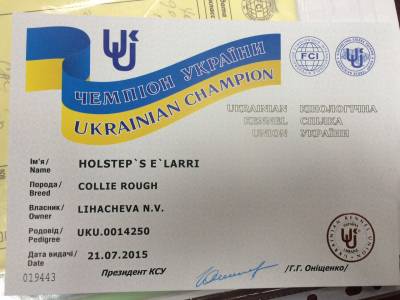 UKU
ЧЕМПІОН УКРАЇНИ
UKRAINIAN CHAMPION
FCI
UKRAINIAN КІНОЛОГІЧНА
KENNEL СПІЛКА
UNION УКРАЇНИ
Ім'я/ Name HOLSTEP`S E`LARRI
Порода/ Breed COLLIE ROUGH
Власник/ Owner LIHACHEVA N.V.
Родовід/ Pedigree UKU.0014250
Дата видачі/ Date 21.07.2015
019443 Президент КСУ /Г.Г. Оніщенко/